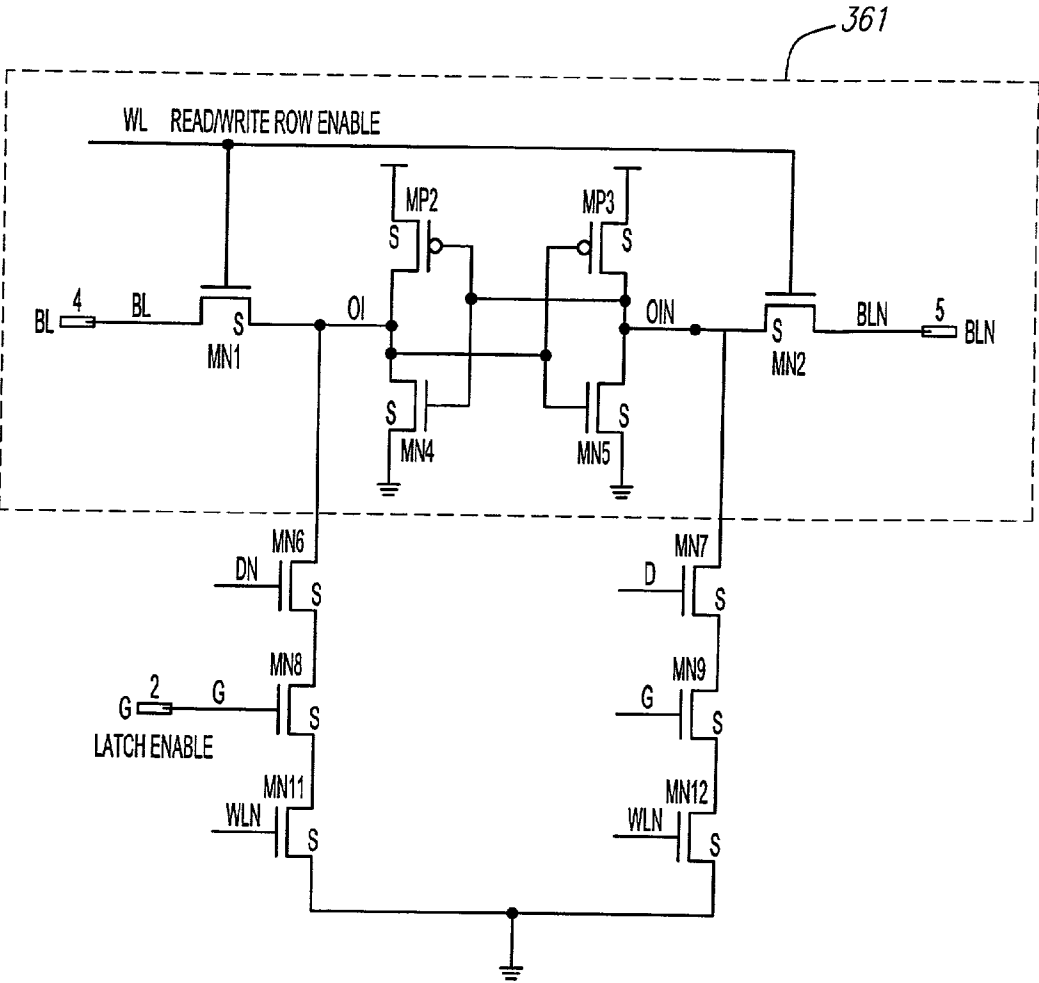 361
WL READ/WRITE ROW ENABLE
MP2
MP3
S
S
4
BL
BL
S
MN1
OI
OIN
S
MN2
BLN
5
BLN
S
MN4
S
MN5
MN6
DN
S
MN7
D
S
MN8
2
G
G
S
LATCH ENABLE
MN9
G
S
MN11
WLN
S
MN12
WLN
S